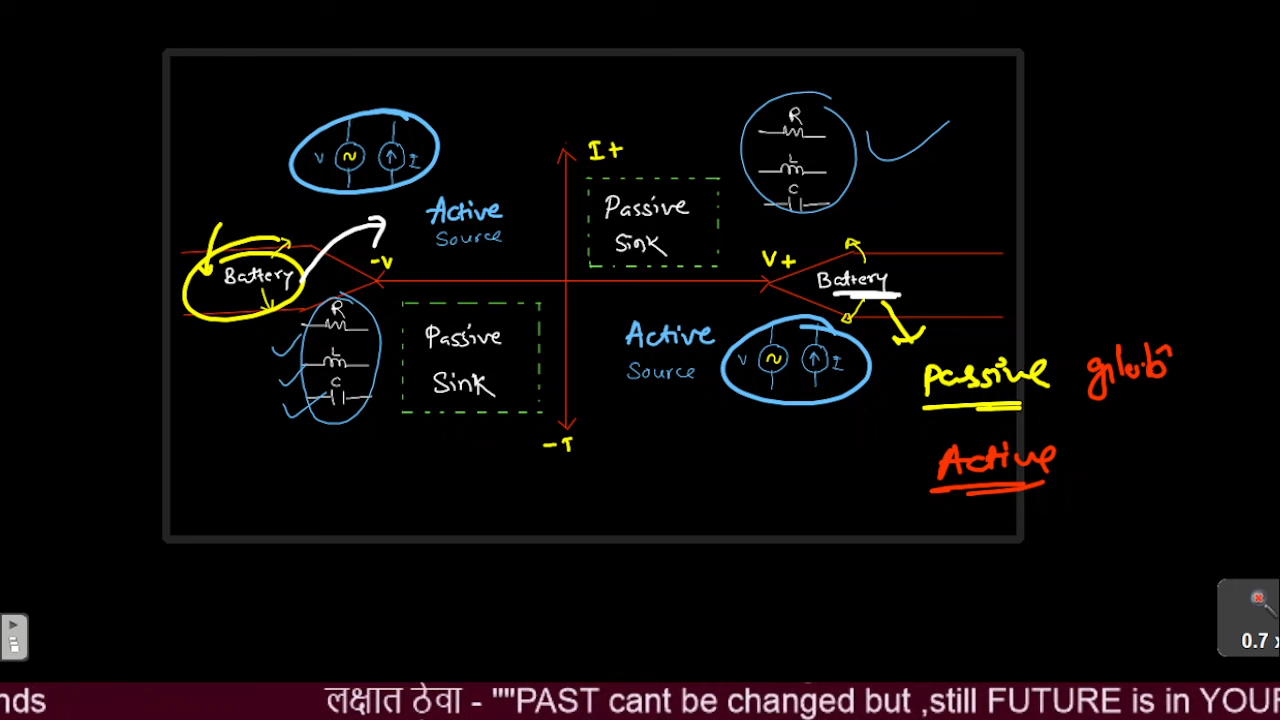 I+
R
L
C
V
I
Passive
Sink
Active
Source
-V
V+
Battery
Battery
R
L
C
Passive
Sink
Active
Source
V
I
Passive
Active
-I
0.7 x
nds लक्षात ठेवा - ""PAST cant be changed but ,still FUTURE is in YOUR